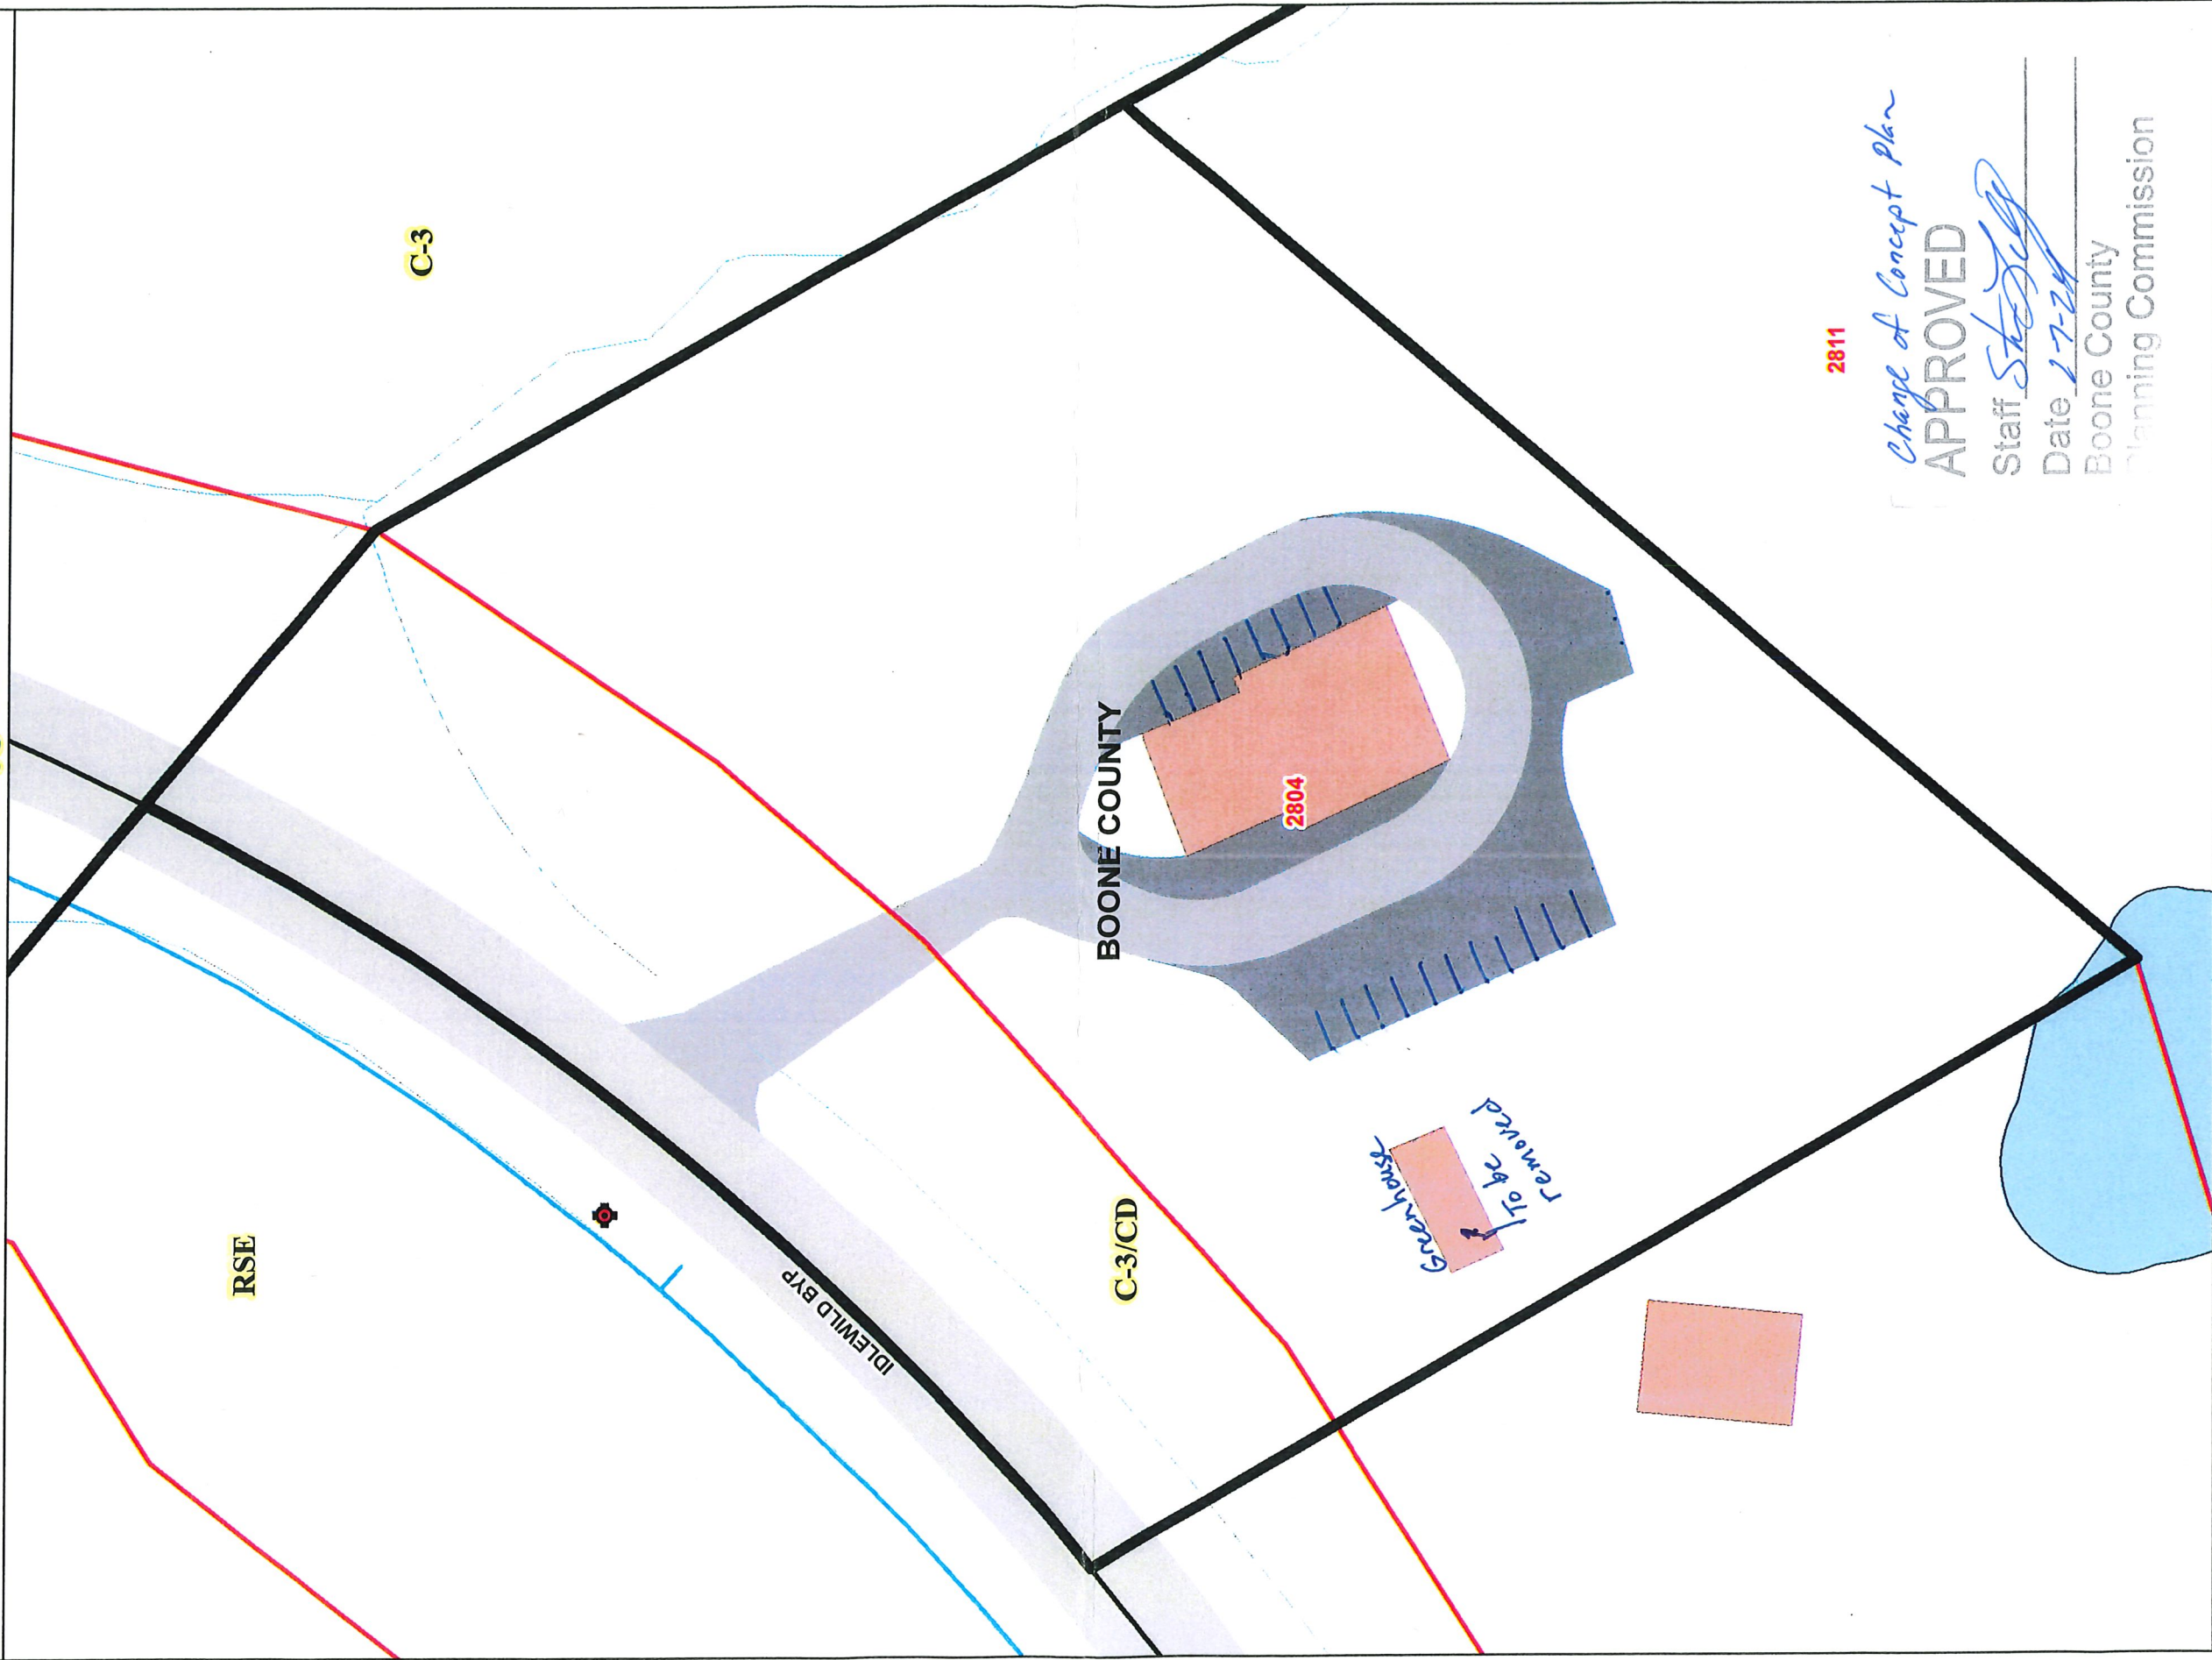 C-3
RSE
IDLEWILD BYP
C-3/CD
BOONE COUNTY
2804
Greenhouse
To be
removed
2811
Change of Concept Plan
APPROVED
Staff
Date 2-7-24
Boone County
Planning Commission